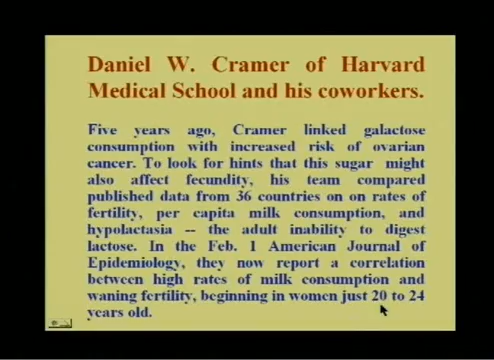 Daniel W. Cramer of Harvard
Medical School and his coworkers.
Five years ago, Cramer linked galactose
consumption with increased risk of ovarian
cancer. To look for hints that this sugar might
also affect fecundity, his team compared
published data from 36 countries on on rates of
fertility, per capita milk consumption, and
hypolactasia -- the adult inability to digest
lactose. In the Feb. 1 American Journal of
Epidemiology, they now report a correlation
between high rates of milk consumption and
waning fertility, beginning in women just 20 to 24
years old.